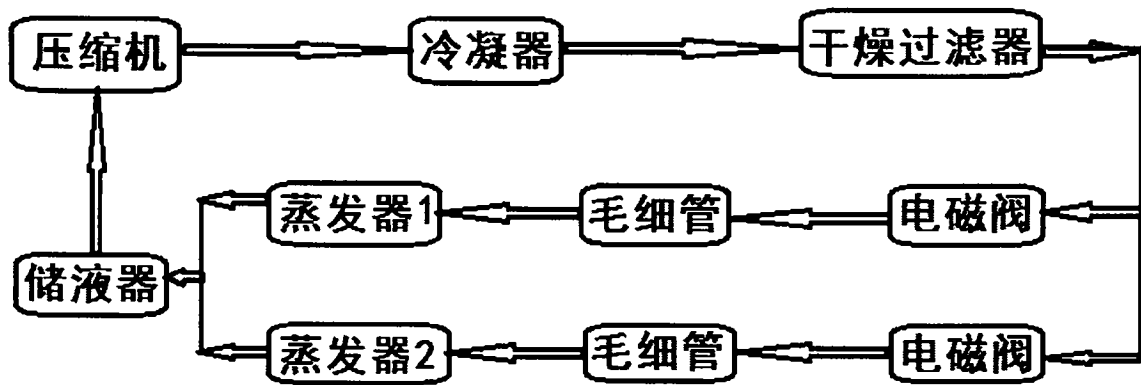 压缩机
冷凝器
干燥过滤器
蒸发器1
毛细管
电磁阀
储液器
蒸发器2
毛细管
电磁阀